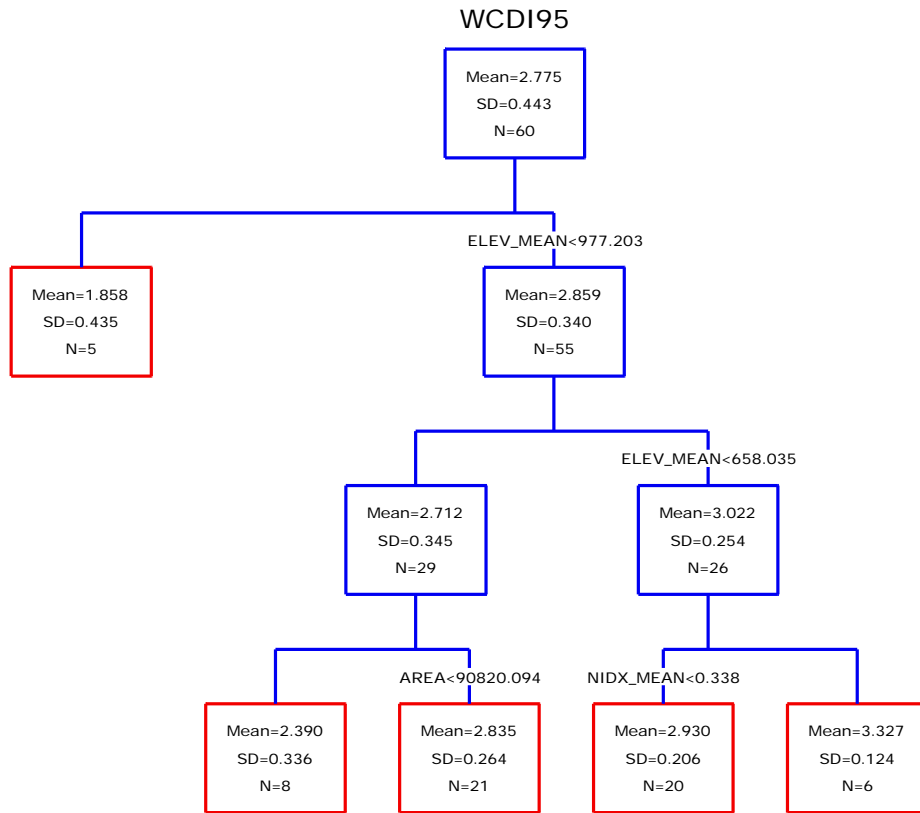 WCDI95
Mean=2.775
SD=0.443
N=60
ELEV_MEAN<977.203
Mean=1.858
SD=0.435
N=5
Mean=2.859
SD=0.340
N=55
ELEV_MEAN<658.035
Mean=2.712
SD=0.345
N=29
Mean=3.022
SD=0.254
N=26
AREA<90820.094
NIDX_MEAN<0.338
Mean=2.390
SD=0.336
N=8
Mean=2.835
SD=0.264
N=21
Mean=2.930
SD=0.206
N=20
Mean=3.327
SD=0.124
N=6